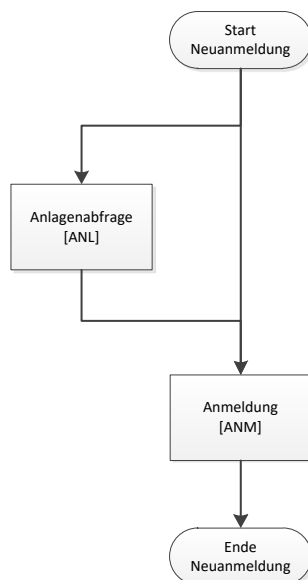 Start
Neuanmeldung
Anlagenabfrage
[ANL]
Anmeldung
[ANM]
Ende
Neuanmeldung